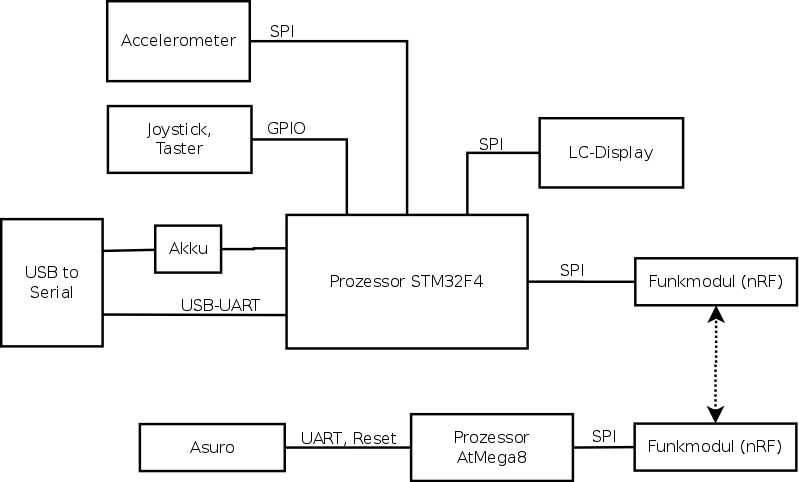 Accelerometer
SPI
Joystick,
Taster
GPIO
SPI
LC-Display
USB to
Serial
Akku
USB-UART
Prozessor STM32F4
SPI
Funkmodul (nRF)
Asuro
UART, Reset
Prozessor
AtMega8
SPI
Funkmodul (nRF)